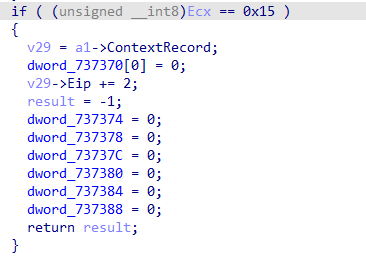 if ( (unsigned __int8)Ecx == 0x15 )
{
v29 = a1->ContextRecord;
dword_737370[0] = 0;
v29->Eip += 2;
result = -1;
dword_737374 = 0;
dword_737378 = 0;
dword_73737C = 0;
dword_737380 = 0;
dword_737384 = 0;
dword_737388 = 0;
return result;
}